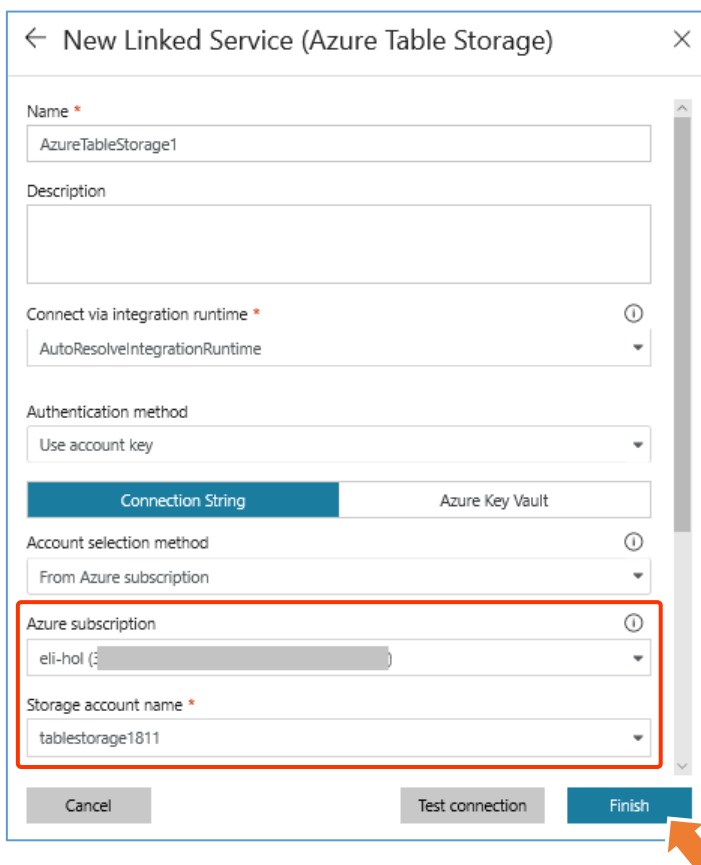 New Linked Service (Azure Table Storage)
Name *
AzureTableStorage1
Description
Connect via integration runtime *
AutoResolveIntegrationRuntime
Authentication method
Use account key
Connection String Azure Key Vault
Account selection method
From Azure subscription
Azure subscription
eli-hol ( )
Storage account name *
tablestorage1811
Cancel Test connection Finish